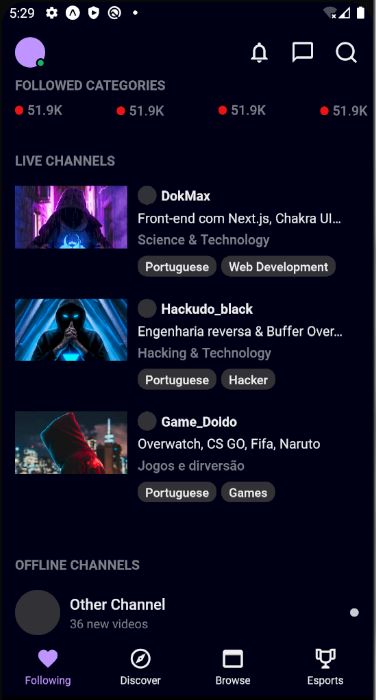 5:29
FOLLOWED CATEGORIES
51.9K 51.9K 51.9K 51.9K
LIVE CHANNELS
DokMax
Front-end com Next.js, Chakra UI...
Science & Technology
Portuguese Web Development
Hackudo_black
Engenharia reversa & Buffer Over...
Hacking & Technology
Portuguese Hacker
Game_Doido
Overwatch, CS GO, Fifa, Naruto
Jogos e dirversão
Portuguese Games
OFFLINE CHANNELS
Other Channel
36 new videos
Following Discover Browse Esports